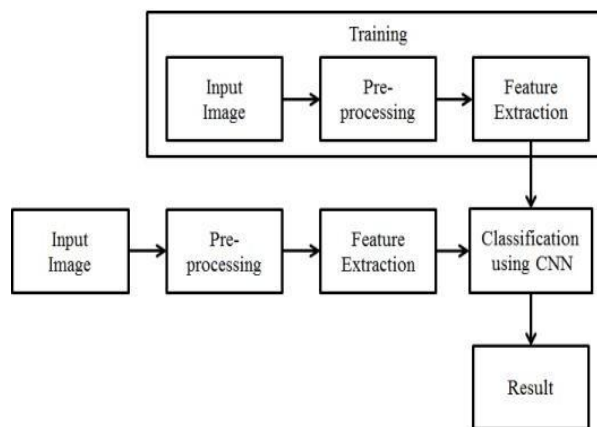 Training
Input
Image
Pre-
processing
Feature
Extraction
Input
Image
Pre-
processing
Feature
Extraction
Classification
using CNN
Result